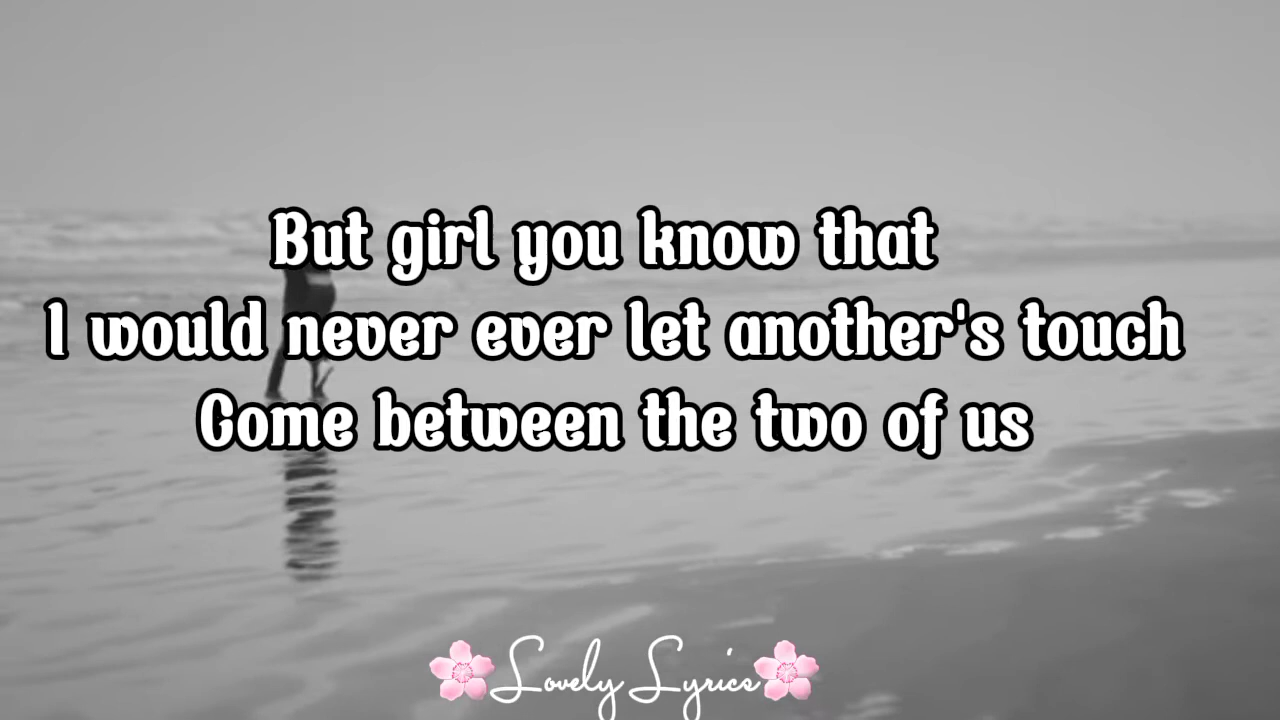 But girl you know that
I would never ever let another's touch
Come between the two of us
Lovely Lyrics